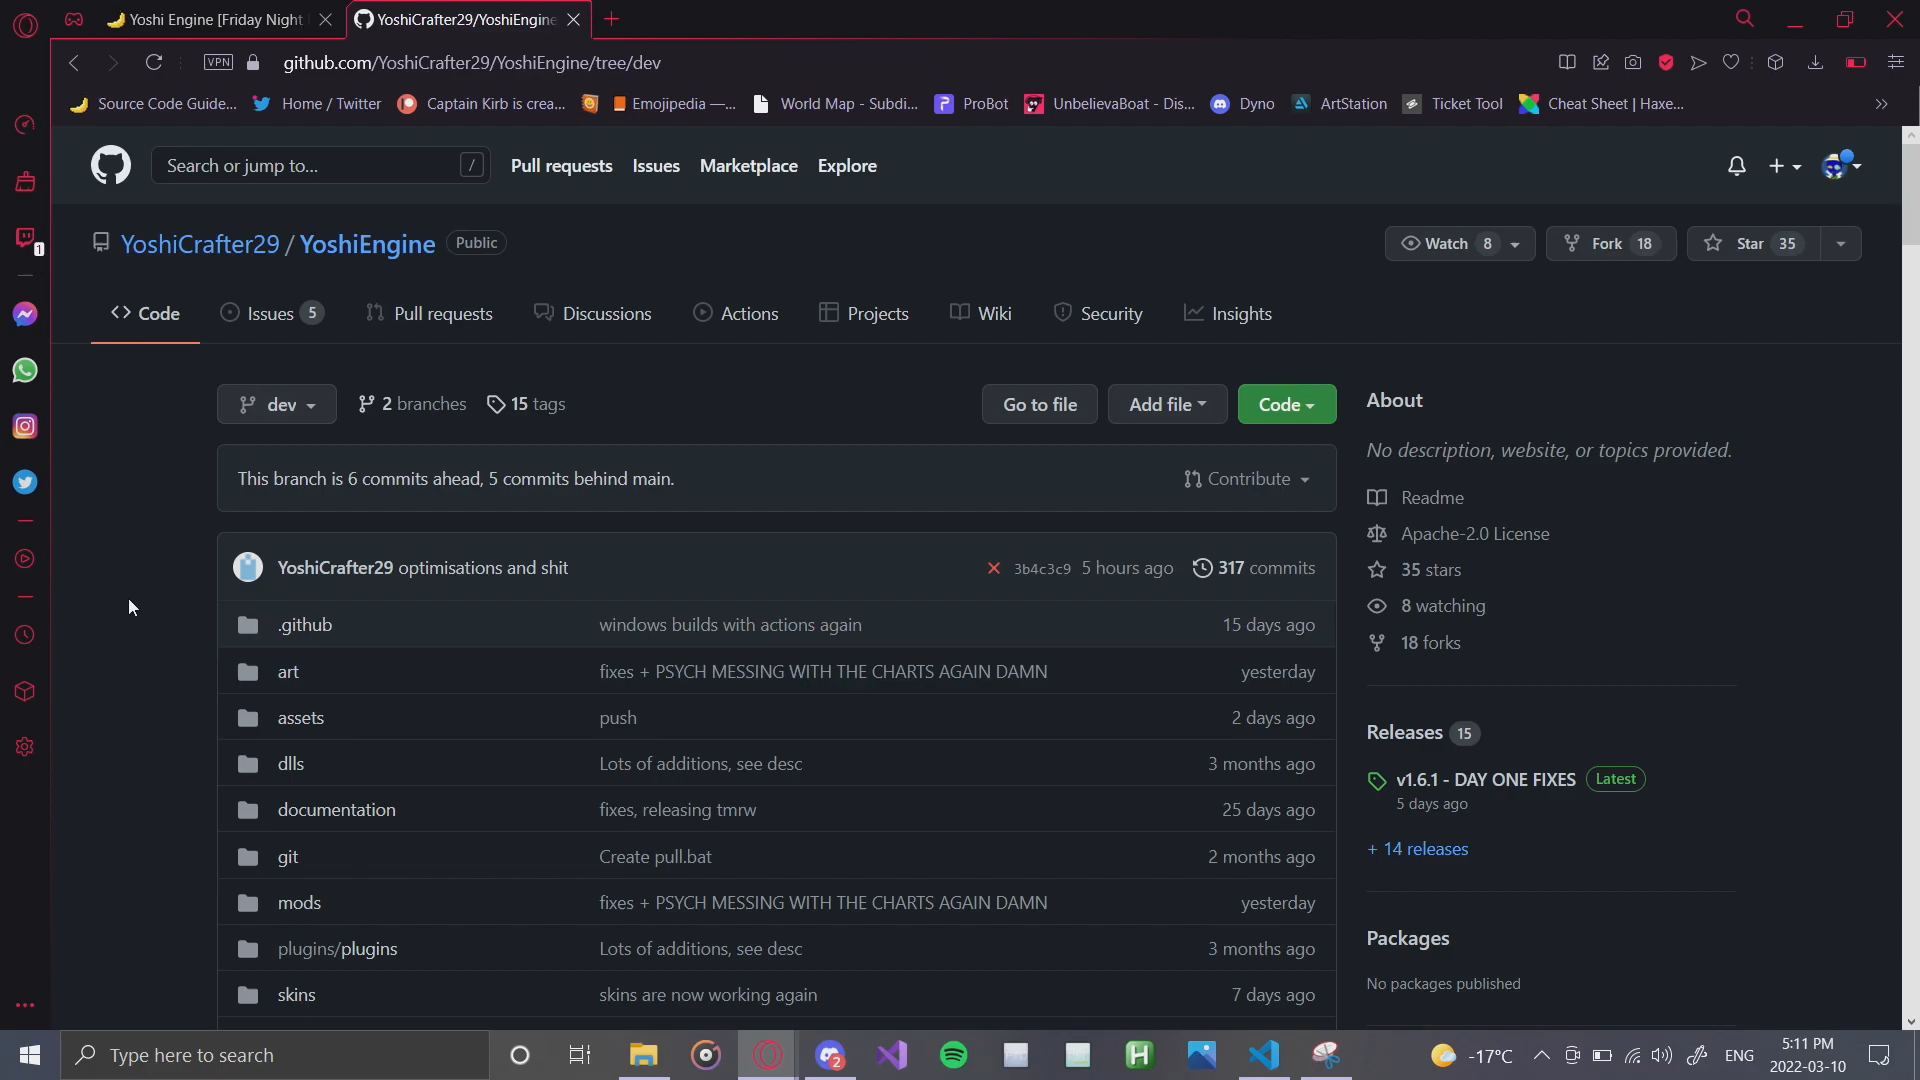 Yoshi Engine [Friday Night
YoshiCrafter29/YoshiEngine
VPN
github.com/YoshiCrafter29/YoshiEngine/tree/dev
Source Code Guide...
Home / Twitter
Captain Kirb is crea...
Emojipedia —...
World Map - Subdi...
ProBot
UnbelievaBoat - Dis...
Dyno
ArtStation
Ticket Tool
Cheat Sheet | Haxe...
Search or jump to...
/
Pull requests
Issues
Marketplace
Explore
1
YoshiCrafter29 / YoshiEngine
Public
Watch 8
Fork 18
Star 35
Code
Issues 5
Pull requests
Discussions
Actions
Projects
Wiki
Security
Insights
dev
2 branches
15 tags
Go to file
Add file
Code
This branch is 6 commits ahead, 5 commits behind main.
Contribute
YoshiCrafter29 optimisations and shit
3b4c3c9 5 hours ago
317 commits
.github
windows builds with actions again
15 days ago
art
fixes + PSYCH MESSING WITH THE CHARTS AGAIN DAMN
yesterday
assets
push
2 days ago
dlls
Lots of additions, see desc
3 months ago
documentation
fixes, releasing tmrw
25 days ago
git
Create pull.bat
2 months ago
mods
fixes + PSYCH MESSING WITH THE CHARTS AGAIN DAMN
yesterday
plugins/plugins
Lots of additions, see desc
3 months ago
skins
skins are now working again
7 days ago
About
No description, website, or topics provided.
Readme
Apache-2.0 License
35 stars
8 watching
18 forks
Releases 15
v1.6.1 - DAY ONE FIXES
Latest
5 days ago
+ 14 releases
Packages
No packages published
Type here to search
2
H
-17°C
ENG
5:11 PM
2022-03-10